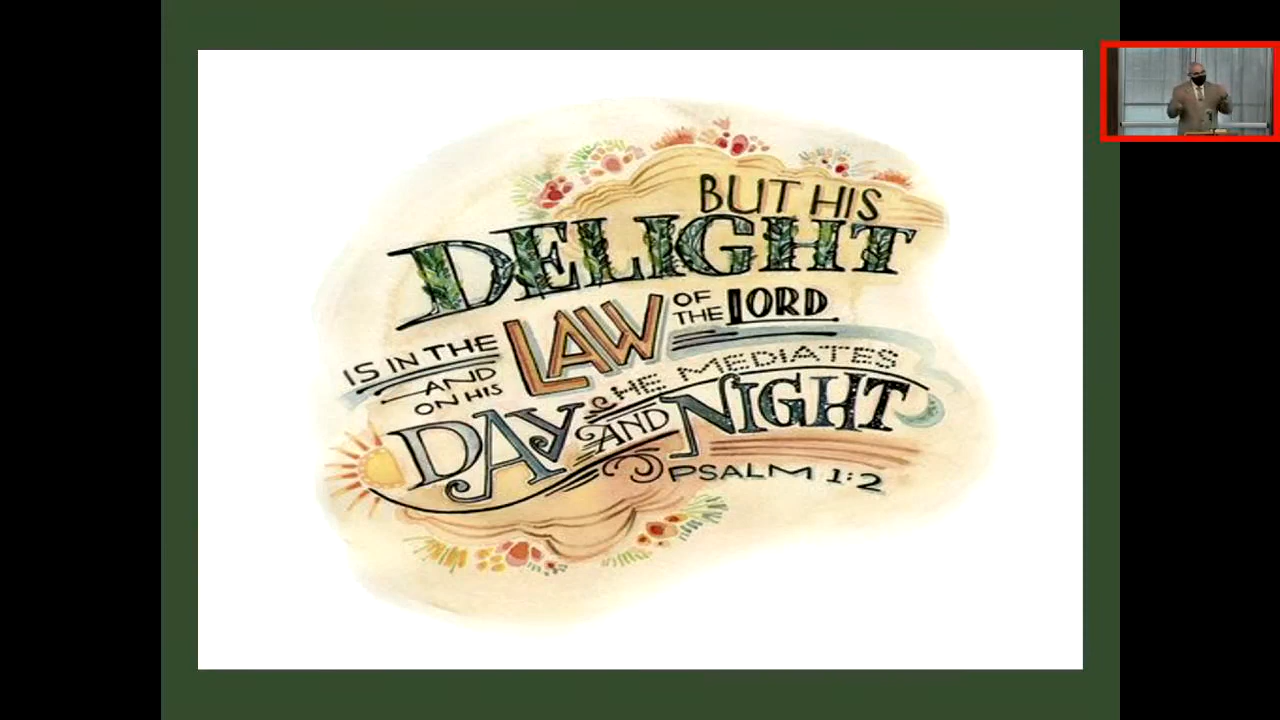 BUT HIS
DELIGHT
IS IN THE LAW OF THE LORD
AND ON HIS
LAW HE MEDIATES
DAY AND NIGHT
PSALM 1:2